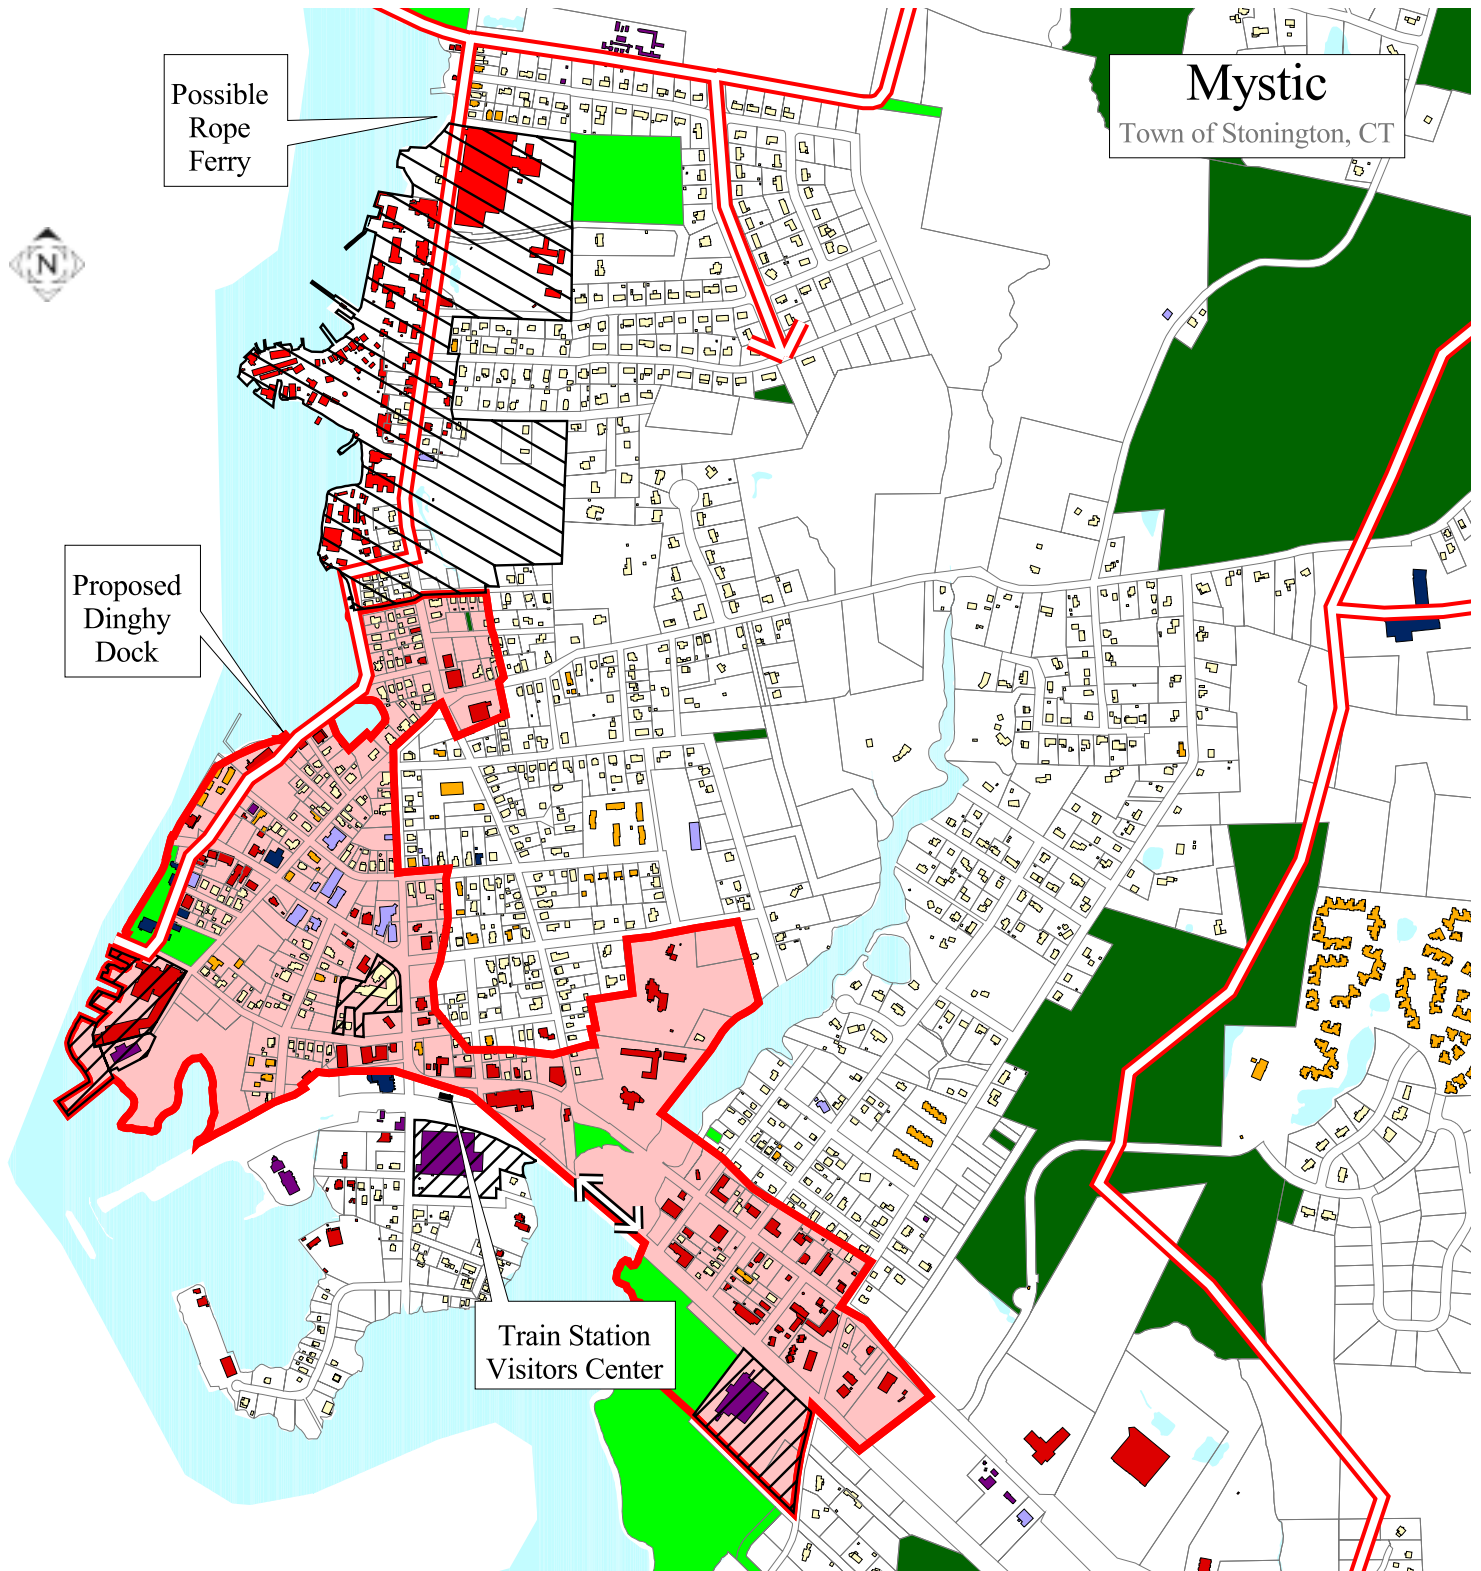 Mystic
Town of Stonington, CT
Possible
Rope
Ferry
N
Proposed
Dinghy
Dock
Train Station
Visitors Center